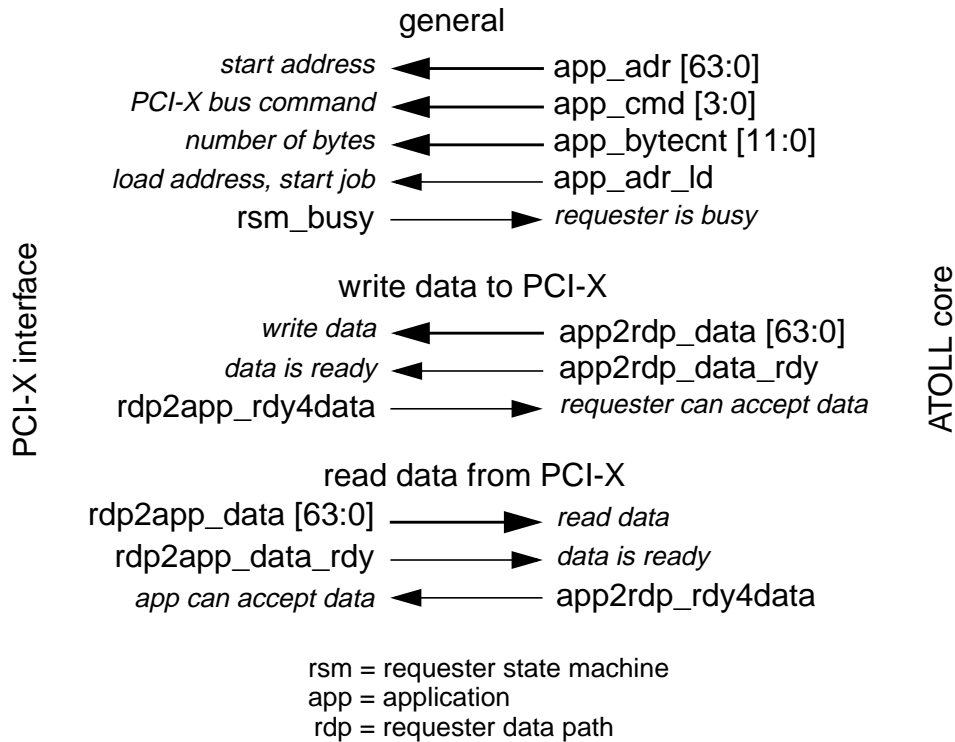 general
start address app_adr [63:0]
PCI-X bus command app_cmd [3:0]
number of bytes app_bytecnt [11:0]
load address, start job app_adr_ld
rsm_busy requester is busy
write data to PCI-X
write data app2rdp_data [63:0]
data is ready app2rdp_data_rdy
rdp2app_rdy4data requester can accept data
read data from PCI-X
rdp2app_data [63:0] read data
rdp2app_data_rdy data is ready
app can accept data app2rdp_rdy4data
PCI-X interface
ATOLL core
rsm = requester state machine
app = application
rdp = requester data path